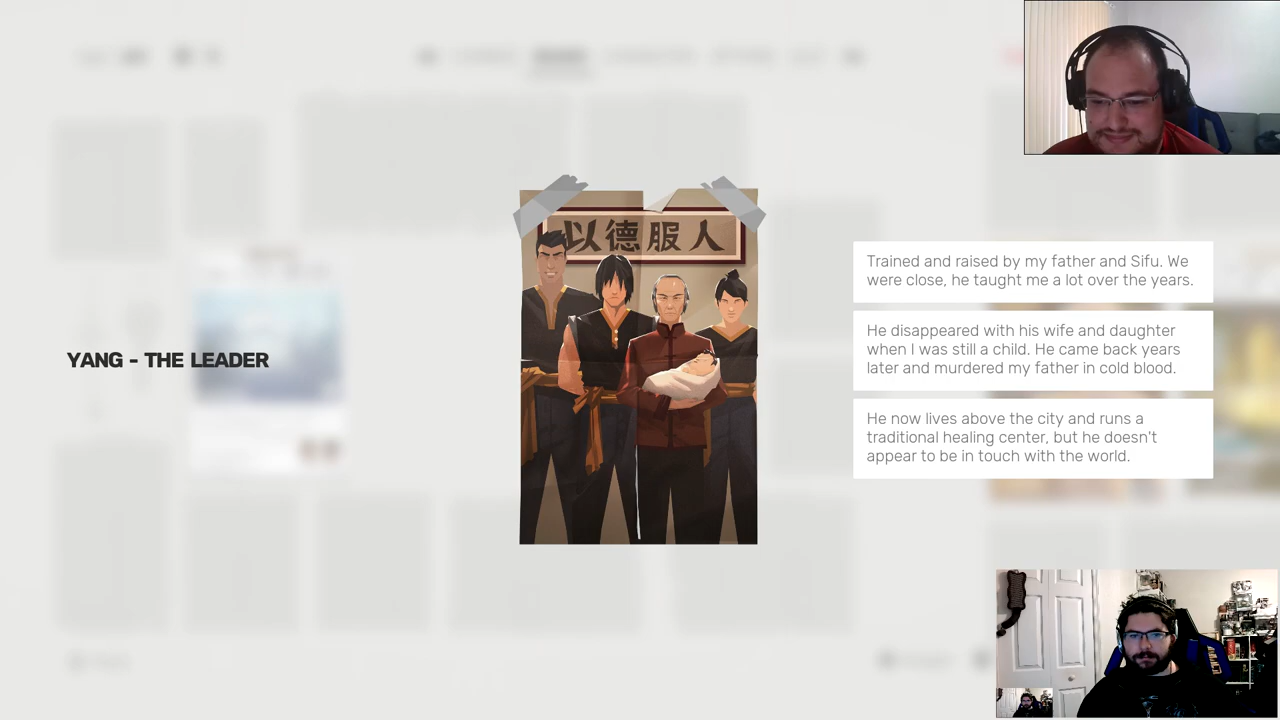 以德服人
YANG - THE LEADER
Trained and raised by my father and Sifu. We
were close, he taught me a lot over the years.
He disappeared with his wife and daughter
when I was still a child. He came back years
later and murdered my father in cold blood.
He now lives above the city and runs a
traditional healing center, but he doesn't
appear to be in touch with the world.